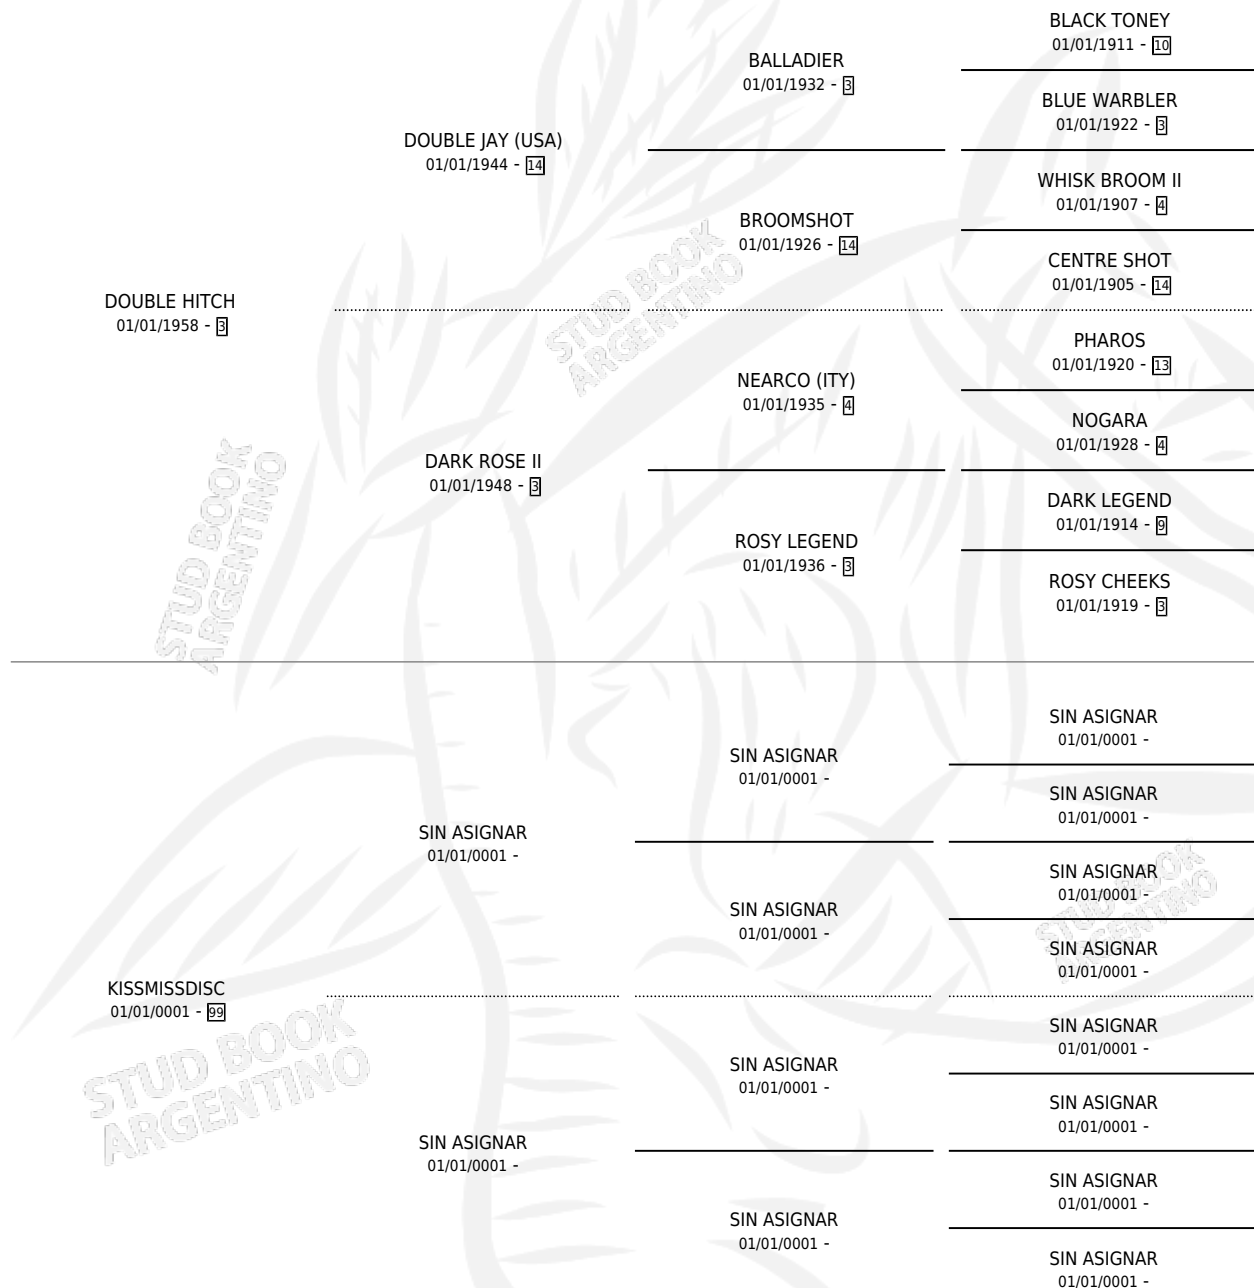 BLACK TONEY
01/01/1911 - 10
BALLADIER
01/01/1932 - 3
BLUE WARBLER
01/01/1922 - 3
DOUBLE JAY (USA)
01/01/1944 - 14
WHISK BROOM II
01/01/1907 - 4
BROOMSHOT
01/01/1926 - 14
CENTRE SHOT
01/01/1905 - 14
DOUBLE HITCH
01/01/1958 - 3
PHAROS
01/01/1920 - 13
NEARCO (ITY)
01/01/1935 - 4
NOGARA
01/01/1928 - 4
DARK ROSE II
01/01/1948 - 3
DARK LEGEND
01/01/1914 - 9
ROSY LEGEND
01/01/1936 - 3
ROSY CHEEKS
01/01/1919 - 3
STUD BOOK
ARGENTINO
STUD BOOK
ARGENTINO
SIN ASIGNAR
01/01/0001 -
SIN ASIGNAR
01/01/0001 -
SIN ASIGNAR
01/01/0001 -
SIN ASIGNAR
01/01/0001 -
SIN ASIGNAR
01/01/0001 -
SIN ASIGNAR
01/01/0001 -
SIN ASIGNAR
01/01/0001 -
STUD BOOK
ARGENTINO
KISSMISSDISC
01/01/0001 - 99
SIN ASIGNAR
01/01/0001 -
SIN ASIGNAR
01/01/0001 -
SIN ASIGNAR
01/01/0001 -
SIN ASIGNAR
01/01/0001 -
SIN ASIGNAR
01/01/0001 -
SIN ASIGNAR
01/01/0001 -
SIN ASIGNAR
01/01/0001 -
STUD BOOK
ARGENTINO